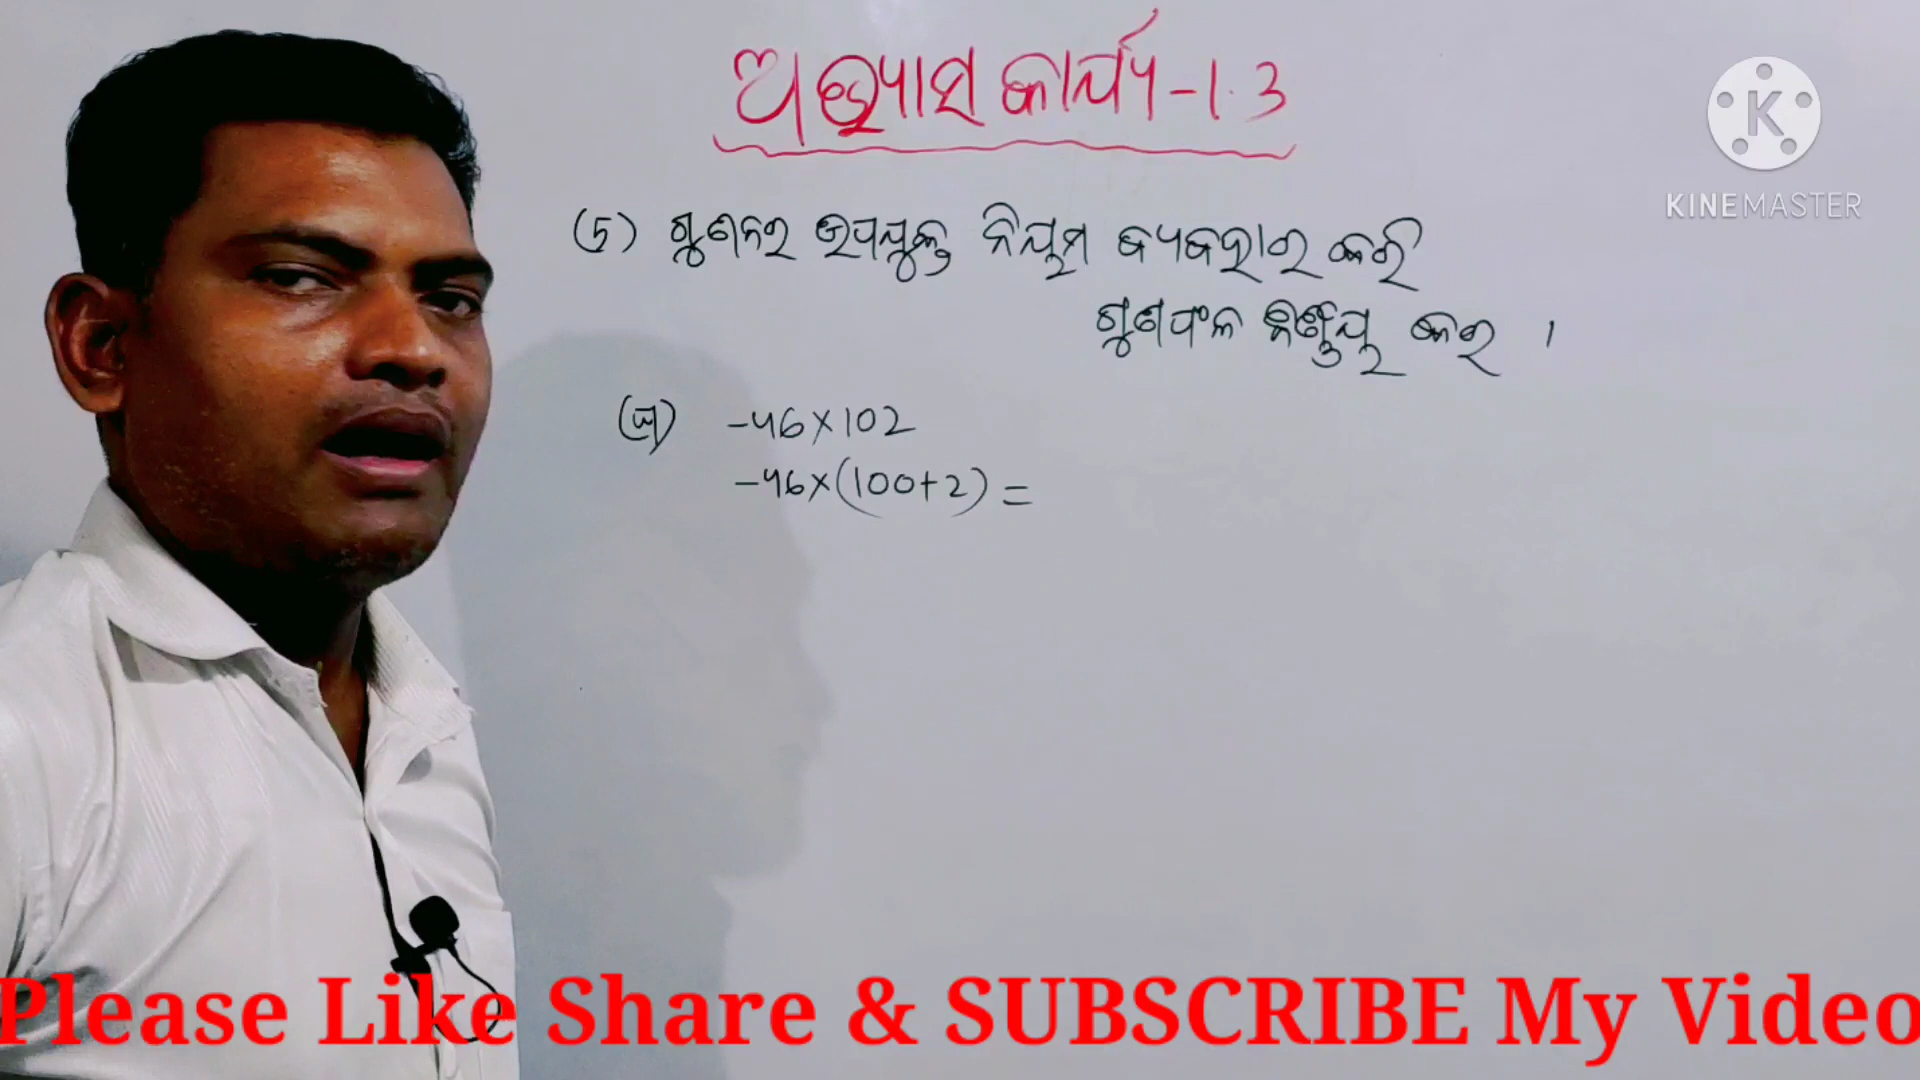 ଅଭ୍ୟାସ କାର୍ଯ୍ୟ-1.3
(୮) ଗୁଣନର ଉପଯୁକ୍ତ ନିୟମ ବ୍ୟବହାର କରି
ଗୁଣଫଳ ନିର୍ଣ୍ଣୟ କର ।
(ଘ) -46×102
-46×(100+2) =
K
KINEMASTER
Please Like Share & SUBSCRIBE My Video